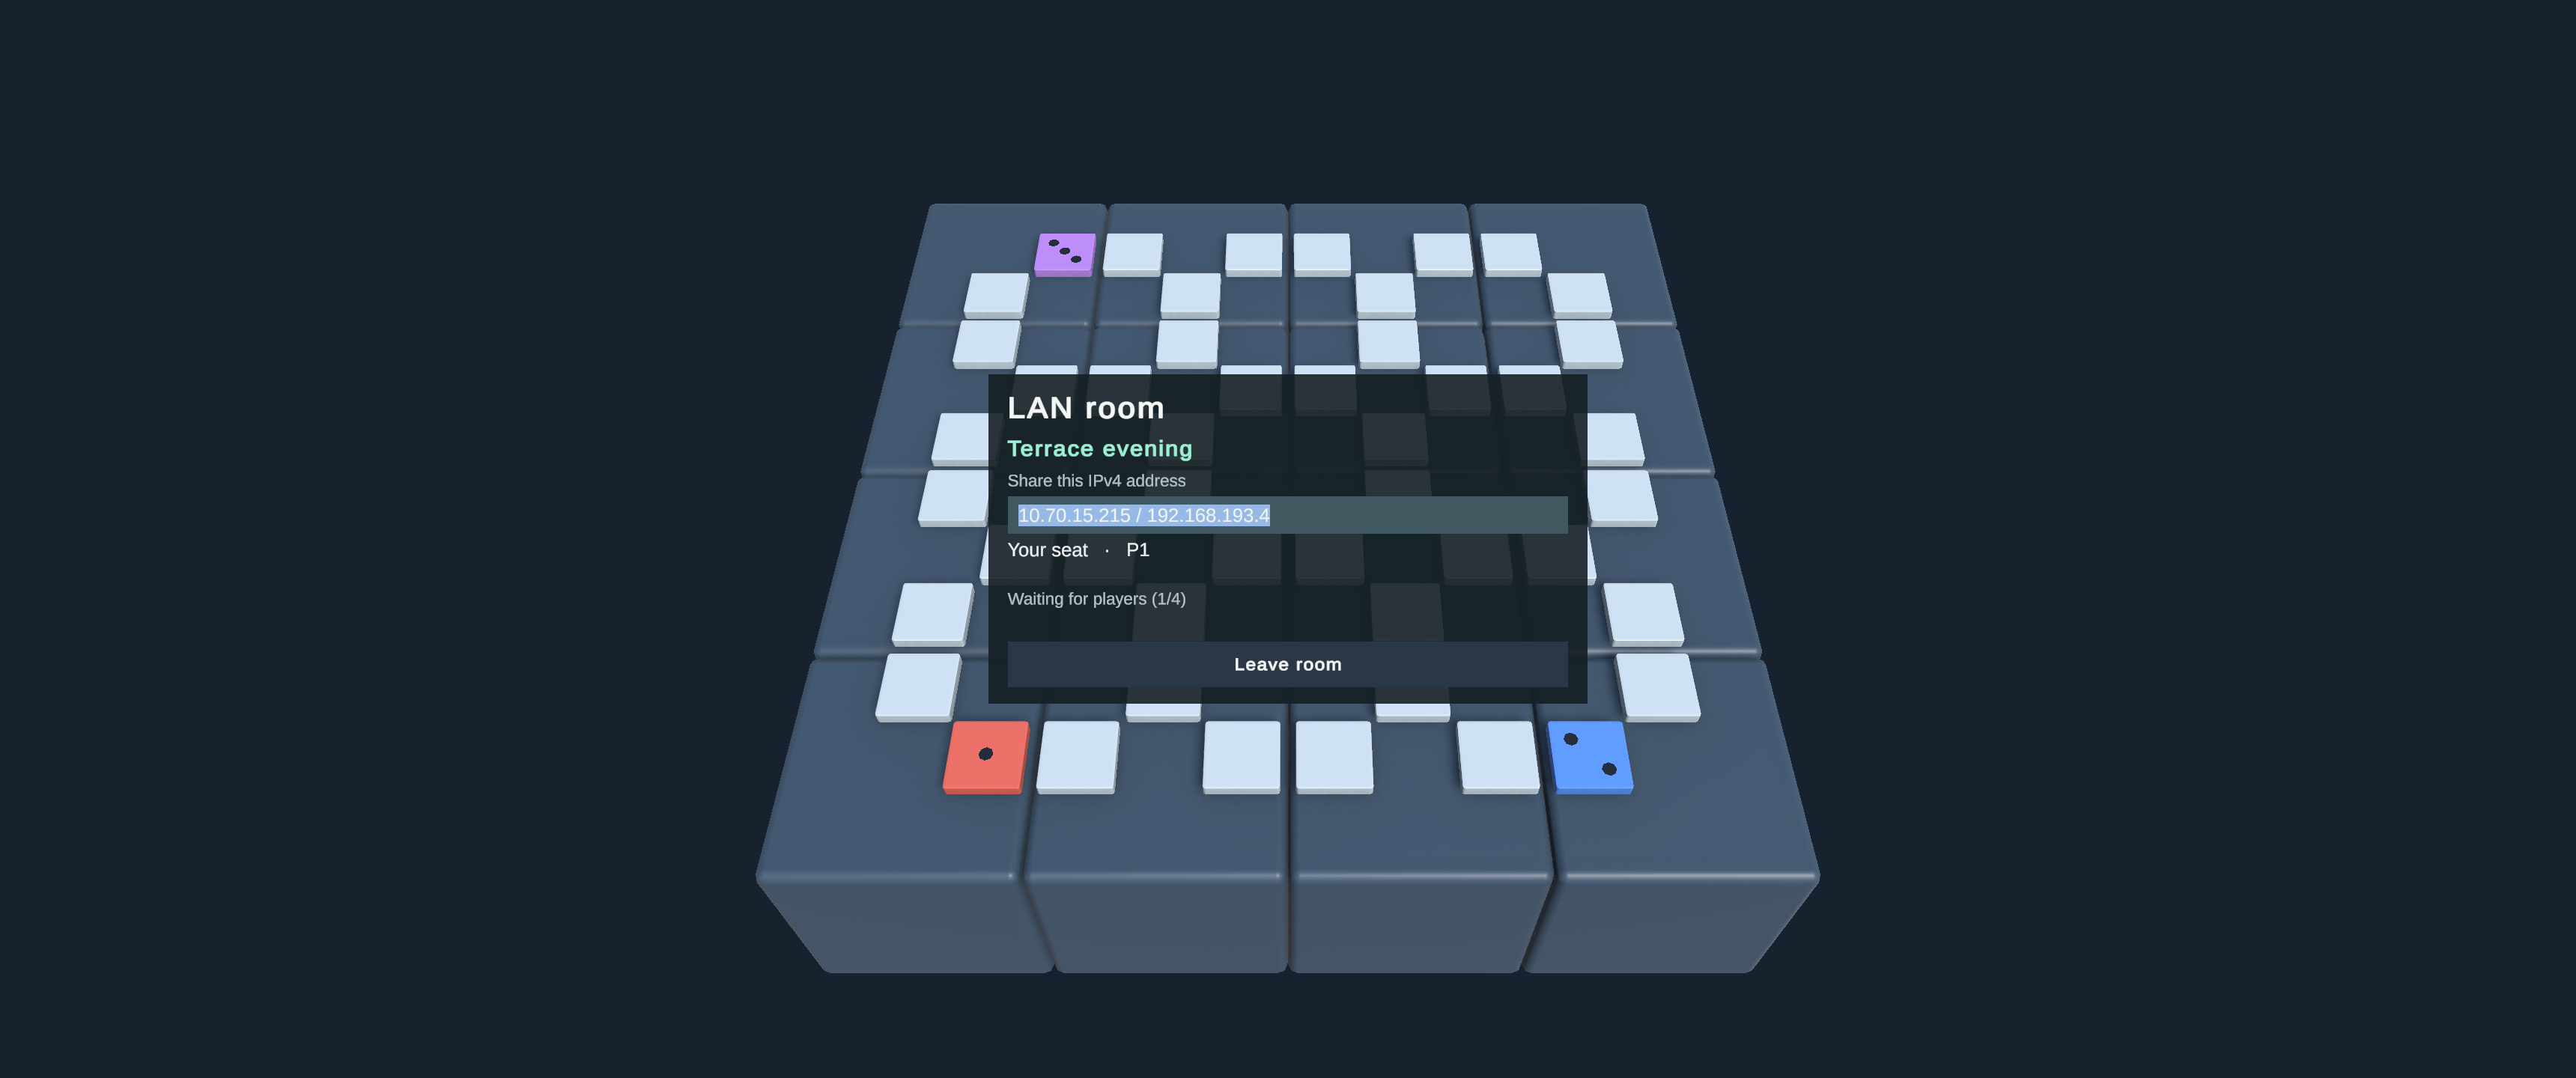 LAN room
Terrace evening
Share this IPv4 address
10.70.15.215 / 192.168.193.4
Your seat · P1
Waiting for players (1/4)
Leave room